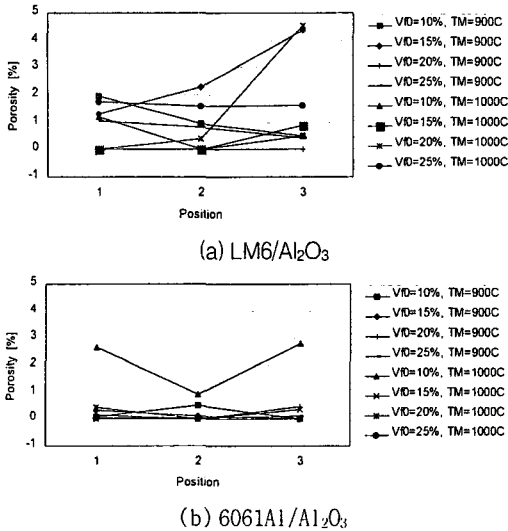 5
4
3
2
1
0
-1
Porosity [%]
1 2 3
Position
Vf0=10%, TM=900C
Vf0=15%, TM=900C
Vf0=20%, TM=900C
Vf0=25%, TM=900C
Vf0=10%, TM=1000C
Vf0=15%, TM=1000C
Vf0=20%, TM=1000C
Vf0=25%, TM=1000C
(a) LM6/Al₂O₃
5
4
3
2
1
0
-1
Porosity [%]
1 2 3
Position
Vf0=10%, TM=900C
Vf0=15%, TM=900C
Vf0=20%, TM=900C
Vf0=25%, TM=900C
Vf0=10%, TM=1000C
Vf0=15%, TM=1000C
Vf0=20%, TM=1000C
Vf0=25%, TM=1000C
(b) 6061Al/Al₂O₃